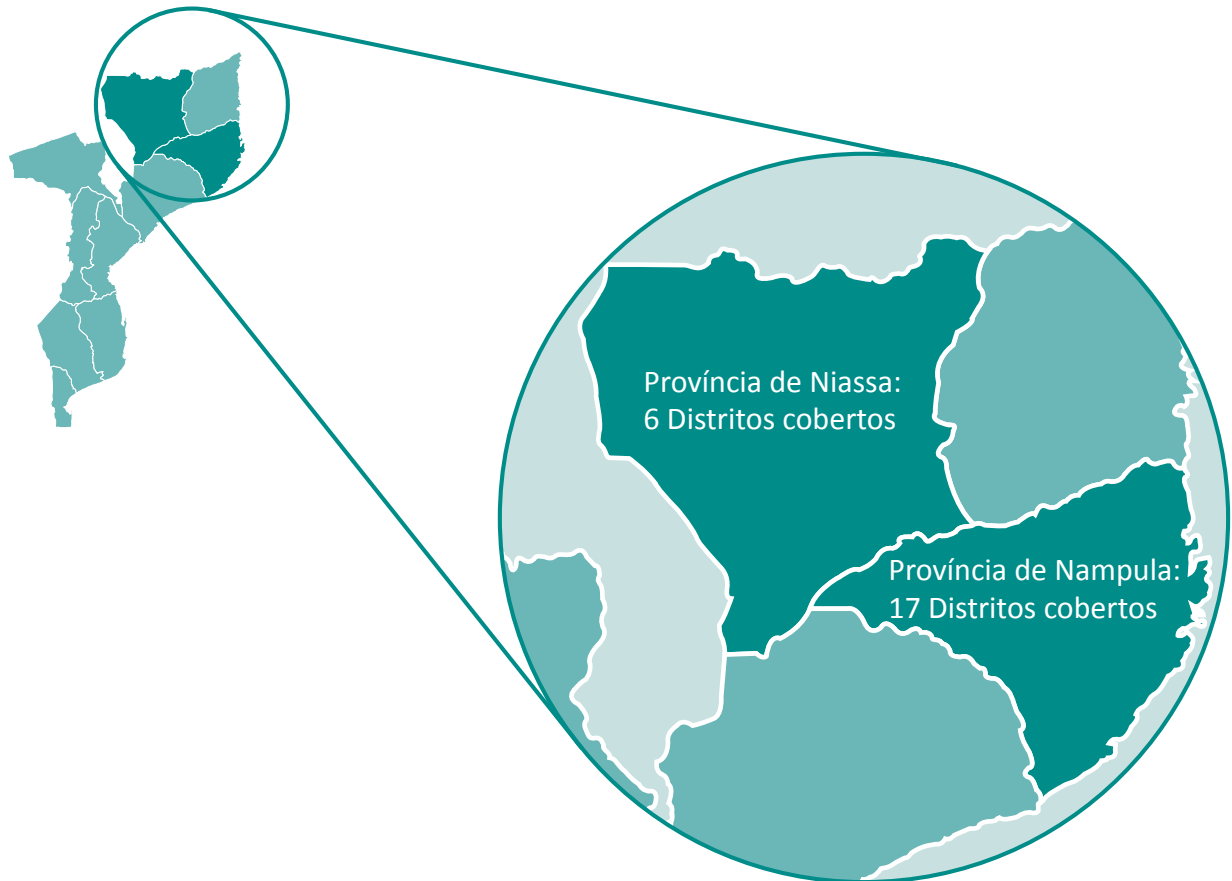 Província de Niassa:
6 Distritos cobertos
Província de Nampula:
17 Distritos cobertos